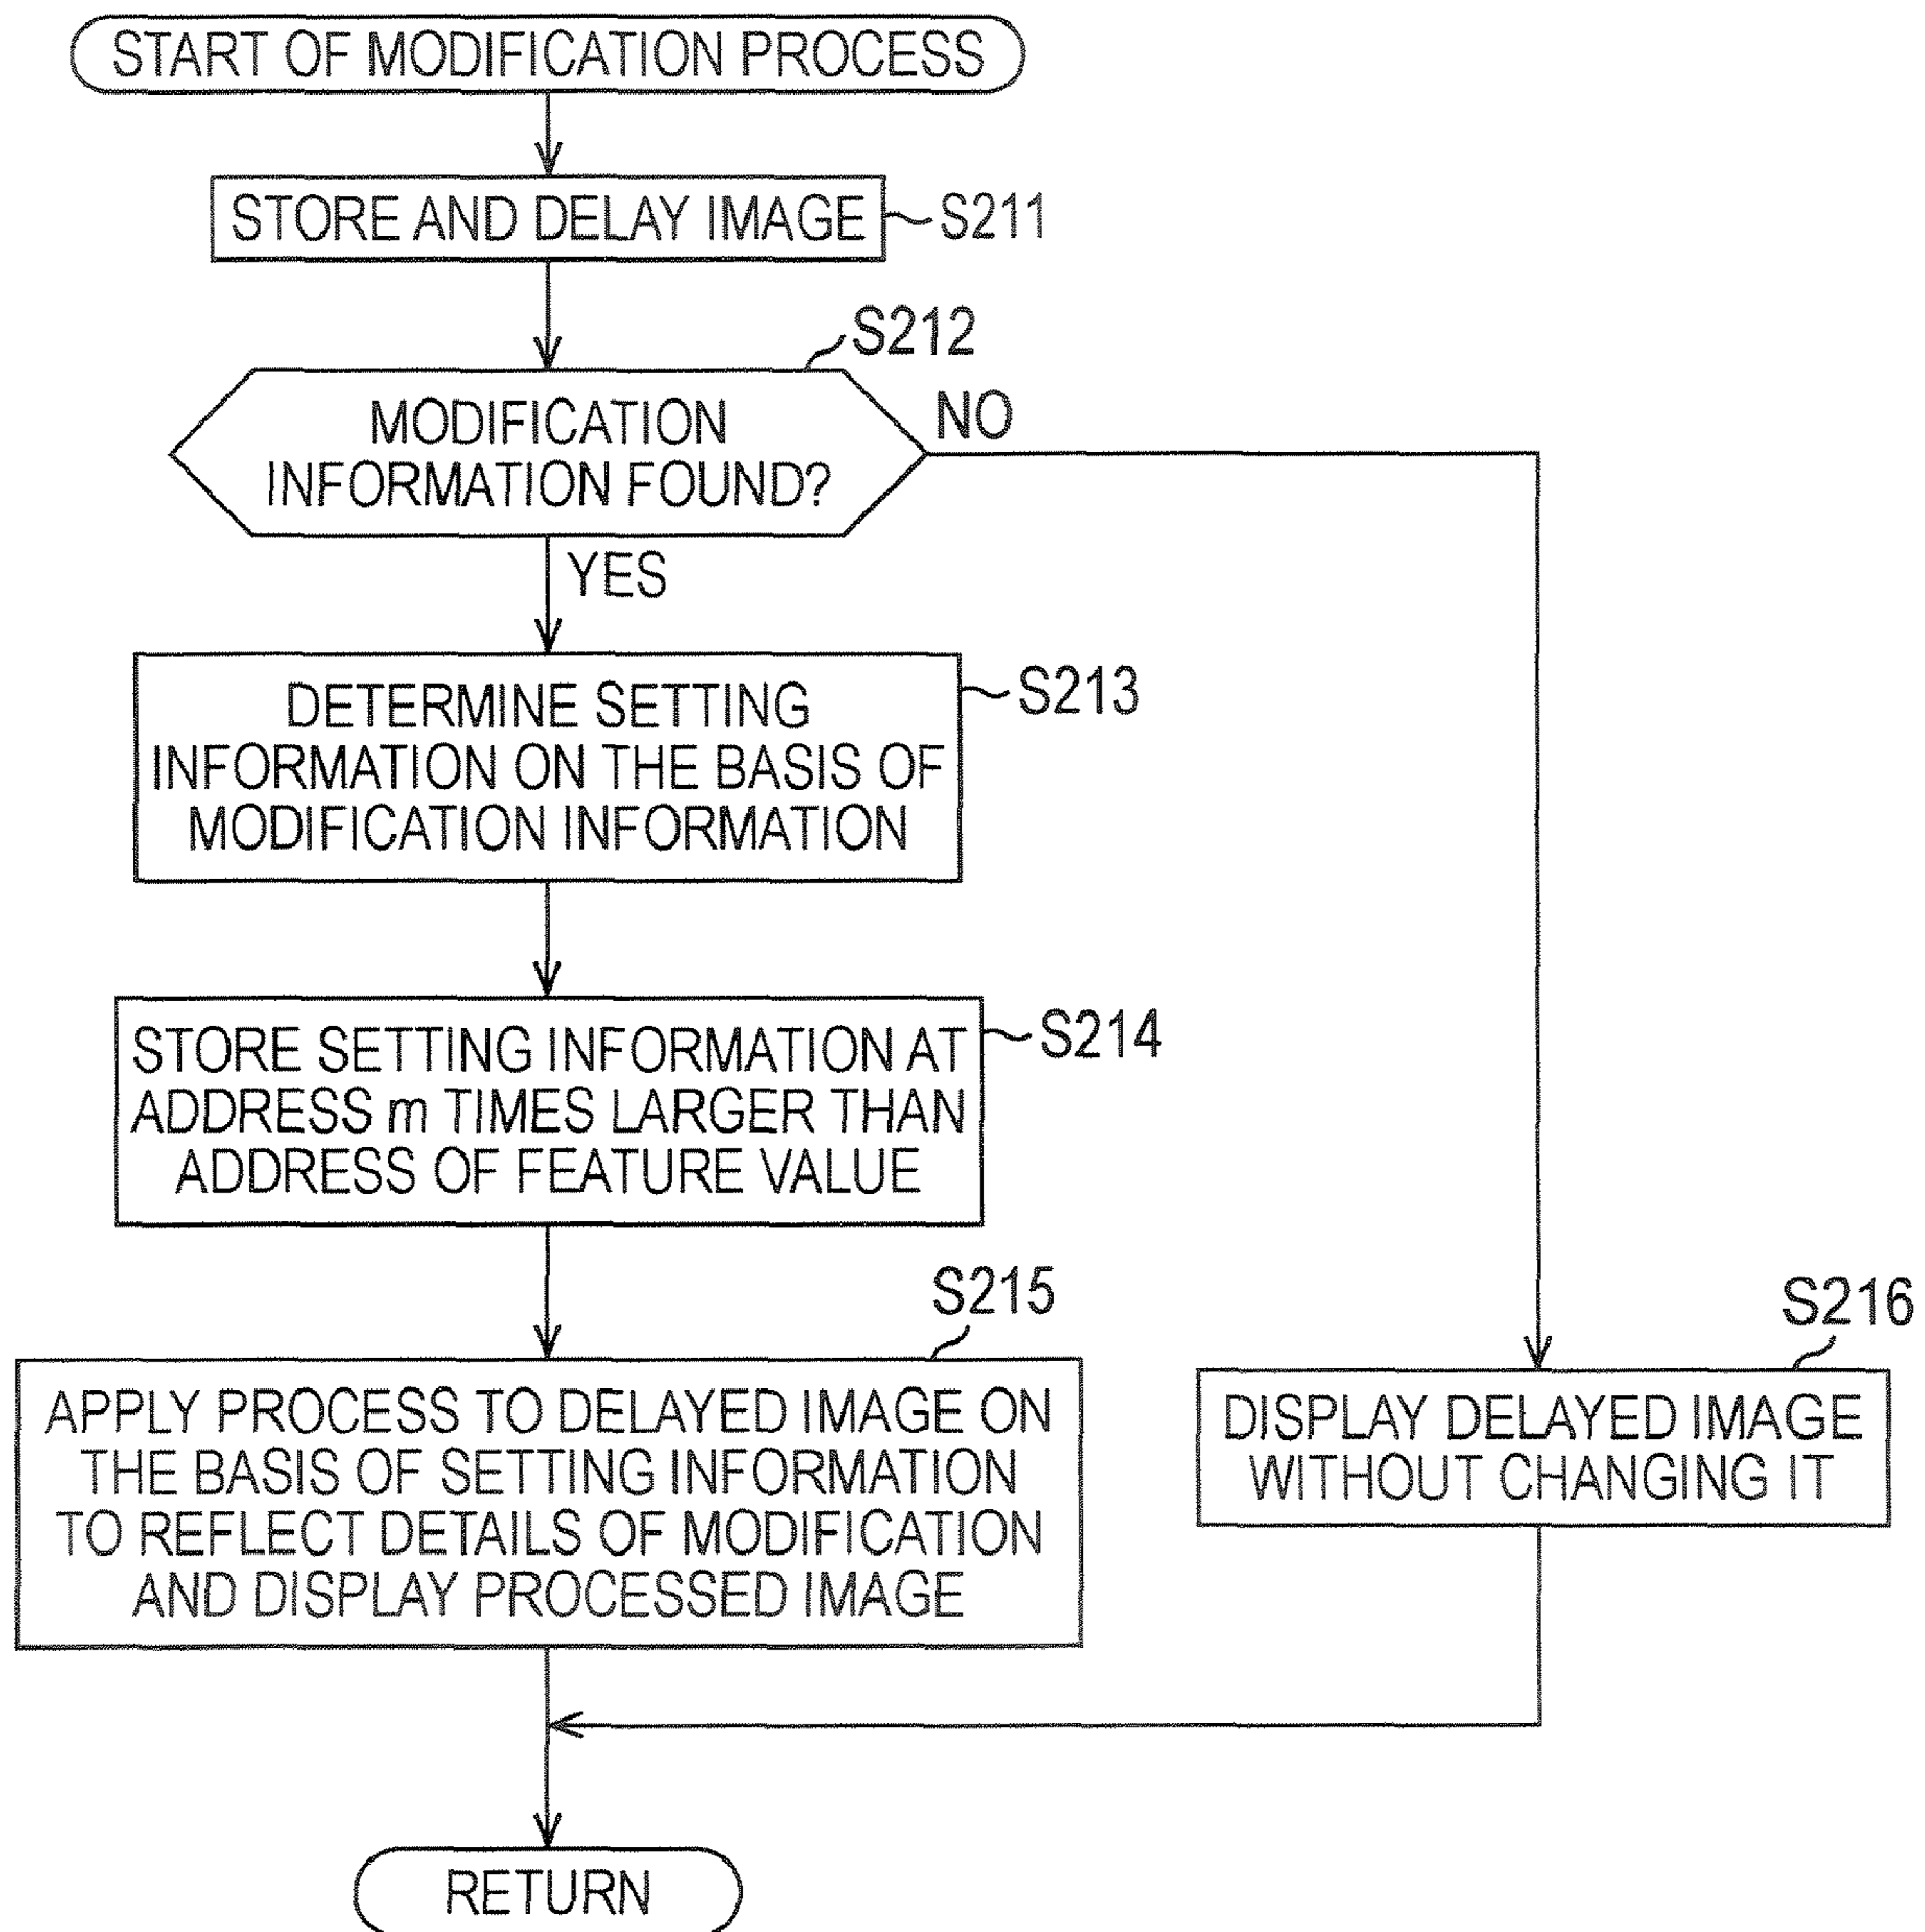 START OF MODIFICATION PROCESS
STORE AND DELAY IMAGE
S211
S212
MODIFICATION
INFORMATION FOUND?
NO
YES
DETERMINE SETTING
INFORMATION ON THE BASIS OF
MODIFICATION INFORMATION
S213
STORE SETTING INFORMATION AT
ADDRESS m TIMES LARGER THAN
ADDRESS OF FEATURE VALUE
S214
S215
APPLY PROCESS TO DELAYED IMAGE ON
THE BASIS OF SETTING INFORMATION
TO REFLECT DETAILS OF MODIFICATION
AND DISPLAY PROCESSED IMAGE
S216
DISPLAY DELAYED IMAGE
WITHOUT CHANGING IT
RETURN